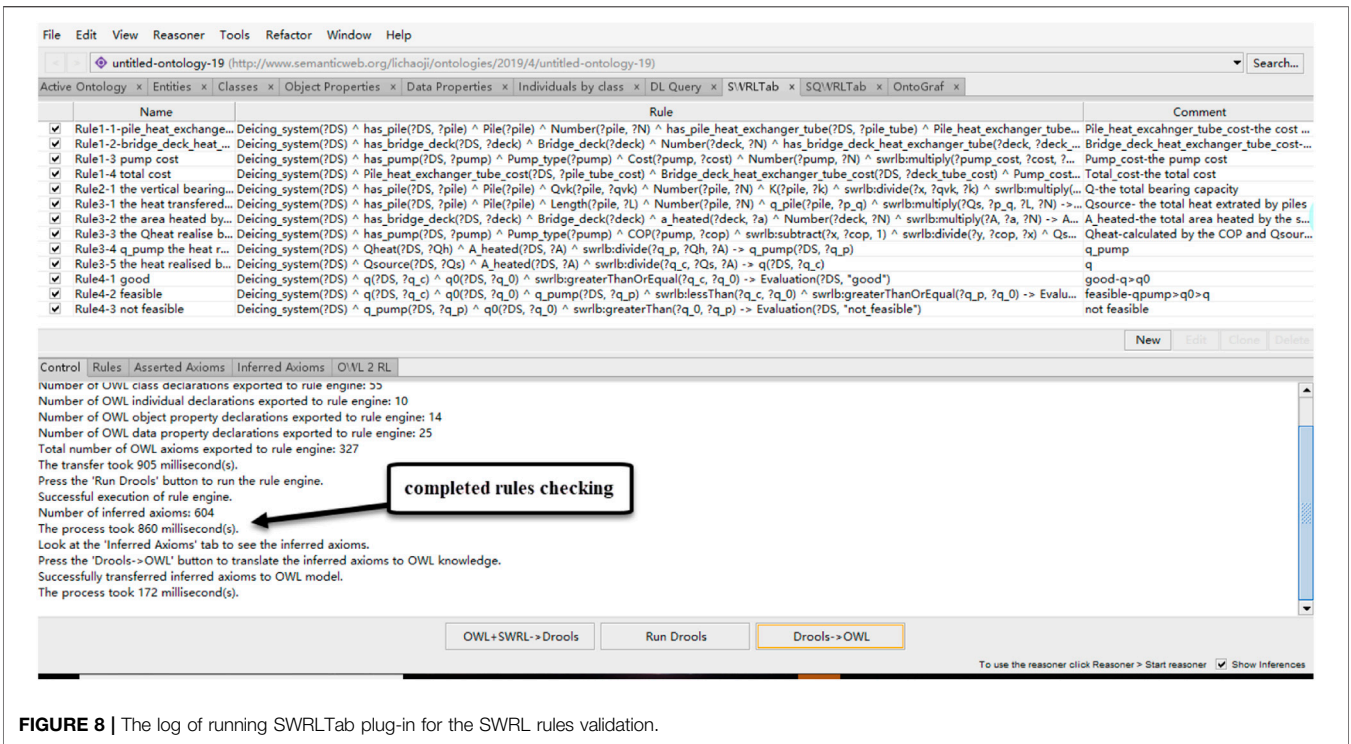 File Edit View Reasoner Tools Refactor Window Help
untitled-ontology-19 (http://www.semanticweb.org/lichaoji/ontologies/2019/4/untitled-ontology-19) Search...
Active Ontology × Entities × Classes × Object Properties × Data Properties × Individuals by class × DL Query × SWRLTab × SQWRLTab × OntoGraf ×
Name Rule Comment
Rule1-1-pile_heat_exchange... Deicing_system(?DS) ^ has_pile(?DS, ?pile) ^ Pile(?pile) ^ Number(?pile, ?N) ^ has_pile_heat_exchanger_tube(?DS, ?pile_tube) ^ Pile_heat_exchanger_tube... Pile_heat_excahnger_tube_cost-the cost ...
Rule1-2-bridge_deck_heat_... Deicing_system(?DS) ^ has_bridge_deck(?DS, ?deck) ^ Bridge_deck(?deck) ^ Number(?deck, ?N) ^ has_bridge_deck_heat_exchanger_tube(?deck, ?deck_... Bridge_deck_heat_exchanger_tube_cost-...
Rule1-3 pump cost Deicing_system(?DS) ^ has_pump(?DS, ?pump) ^ Pump_type(?pump) ^ Cost(?pump, ?cost) ^ Number(?pump, ?N) ^ swrlb:multiply(?pump_cost, ?cost, ?... Pump_cost-the pump cost
Rule1-4 total cost Deicing_system(?DS) ^ Pile_heat_exchanger_tube_cost(?DS, ?pile_tube_cost) ^ Bridge_deck_heat_exchanger_tube_cost(?DS, ?deck_tube_cost) ^ Pump_cost... Total_cost-the total cost
Rule2-1 the vertical bearing... Deicing_system(?DS) ^ has_pile(?DS, ?pile) ^ Pile(?pile) ^ Qvk(?pile, ?qvk) ^ Number(?pile, ?N) ^ K(?pile, ?k) ^ swrlb:divide(?x, ?qvk, ?k) ^ swrlb:multiply(... Q-the total bearing capacity
Rule3-1 the heat transfered... Deicing_system(?DS) ^ has_pile(?DS, ?pile) ^ Pile(?pile) ^ Length(?pile, ?L) ^ Number(?pile, ?N) ^ q_pile(?pile, ?p_q) ^ swrlb:multiply(?Qs, ?p_q, ?L, ?N) ->... Qsource- the total heat extrated by piles
Rule3-2 the area heated by... Deicing_system(?DS) ^ has_bridge_deck(?DS, ?deck) ^ Bridge_deck(?deck) ^ a_heated(?deck, ?a) ^ Number(?deck, ?N) ^ swrlb:multiply(?A, ?a, ?N) -> A... A_heated-the total area heated by the s...
Rule3-3 the Qheat realise b... Deicing_system(?DS) ^ has_pump(?DS, ?pump) ^ Pump_type(?pump) ^ COP(?pump, ?cop) ^ swrlb:subtract(?x, ?cop, 1) ^ swrlb:divide(?y, ?cop, ?x) ^ Qs... Qheat-calculated by the COP and Qsour...
Rule3-4 q_pump the heat r... Deicing_system(?DS) ^ Qheat(?DS, ?Qh) ^ A_heated(?DS, ?A) ^ swrlb:divide(?q_p, ?Qh, ?A) -> q_pump(?DS, ?q_p) q_pump
Rule3-5 the heat realised b... Deicing_system(?DS) ^ Qsource(?DS, ?Qs) ^ A_heated(?DS, ?A) ^ swrlb:divide(?q_c, ?Qs, ?A) -> q(?DS, ?q_c) q
Rule4-1 good Deicing_system(?DS) ^ q(?DS, ?q_c) ^ q0(?DS, ?q_0) ^ swrlb:greaterThanOrEqual(?q_c, ?q_0) -> Evaluation(?DS, "good") good-q>q0
Rule4-2 feasible Deicing_system(?DS) ^ q(?DS, ?q_c) ^ q0(?DS, ?q_0) ^ q_pump(?DS, ?q_p) ^ swrlb:lessThan(?q_c, ?q_0) ^ swrlb:greaterThanOrEqual(?q_p, ?q_0) -> Evalu... feasible-qpump>q0>q
Rule4-3 not feasible Deicing_system(?DS) ^ q_pump(?DS, ?q_p) ^ q0(?DS, ?q_0) ^ swrlb:greaterThan(?q_0, ?q_p) -> Evaluation(?DS, "not_feasible") not feasible
New Edit Clone Delete
Control Rules Asserted Axioms Inferred Axioms OWL 2 RL
Number of OWL class declarations exported to rule engine: 55
Number of OWL individual declarations exported to rule engine: 10
Number of OWL object property declarations exported to rule engine: 14
Number of OWL data property declarations exported to rule engine: 25
Total number of OWL axioms exported to rule engine: 327
The transfer took 905 millisecond(s).
Press the 'Run Drools' button to run the rule engine.
Successful execution of rule engine.
completed rules checking
Number of inferred axioms: 604
The process took 860 millisecond(s).
Look at the 'Inferred Axioms' tab to see the inferred axioms.
Press the 'Drools->OWL' button to translate the inferred axioms to OWL knowledge.
Successfully transferred inferred axioms to OWL model.
The process took 172 millisecond(s).
OWL+SWRL->Drools Run Drools Drools->OWL
To use the reasoner click Reasoner > Start reasoner Show Inferences
FIGURE 8 | The log of running SWRLTab plug-in for the SWRL rules validation.